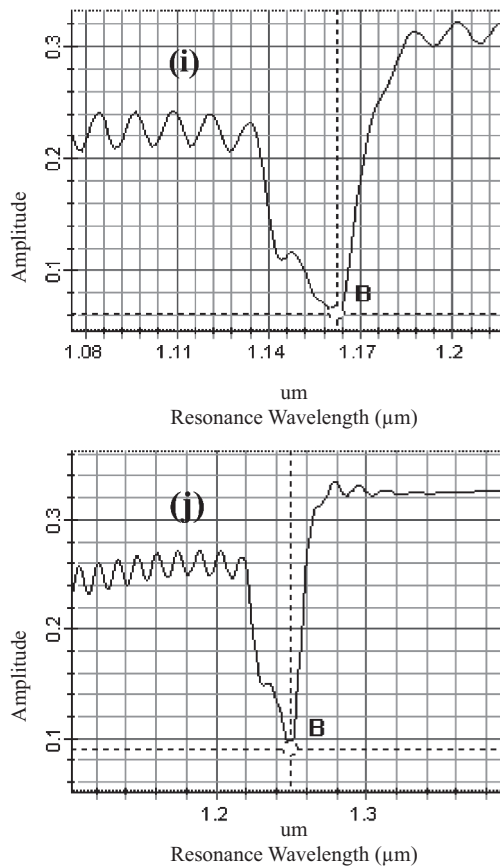 (i)
Amplitude
0.3
0.2
0.1
B
1.08 1.11 1.14 1.17 1.2
um
Resonance Wavelength (µm)
(j)
Amplitude
0.3
0.2
0.1
B
1.2 1.3
um
Resonance Wavelength (µm)